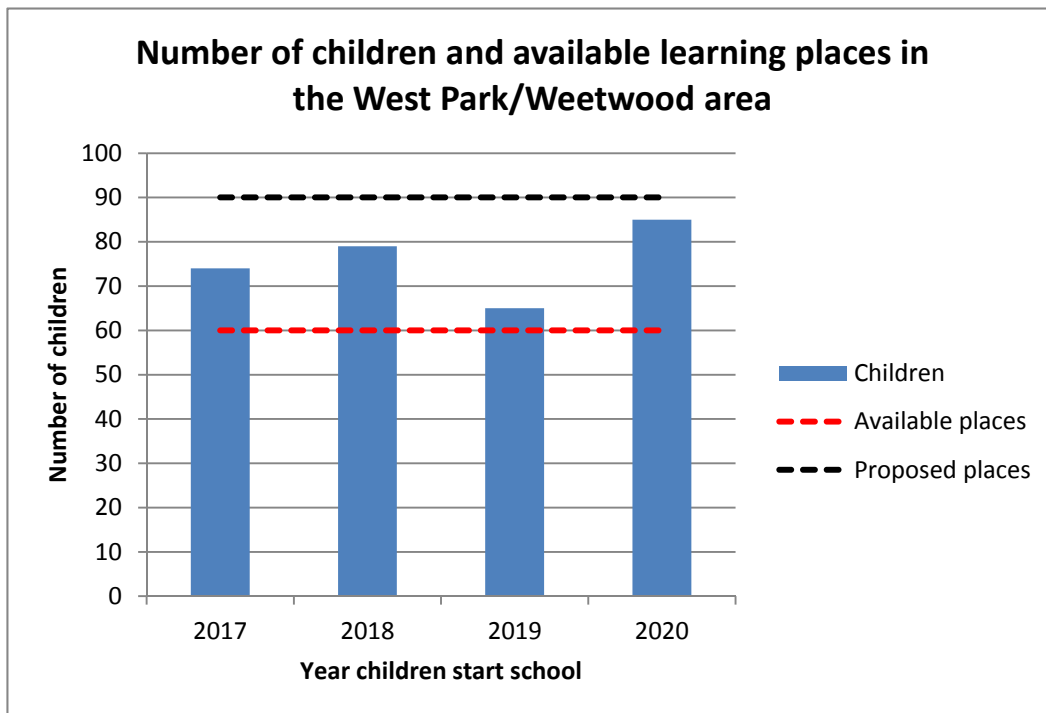 Number of children and available learning places in
the West Park/Weetwood area
100
90
80
70
60
50
40
30
20
10
0
Number of children
2017 2018 2019 2020
Year children start school
Children
Available places
Proposed places